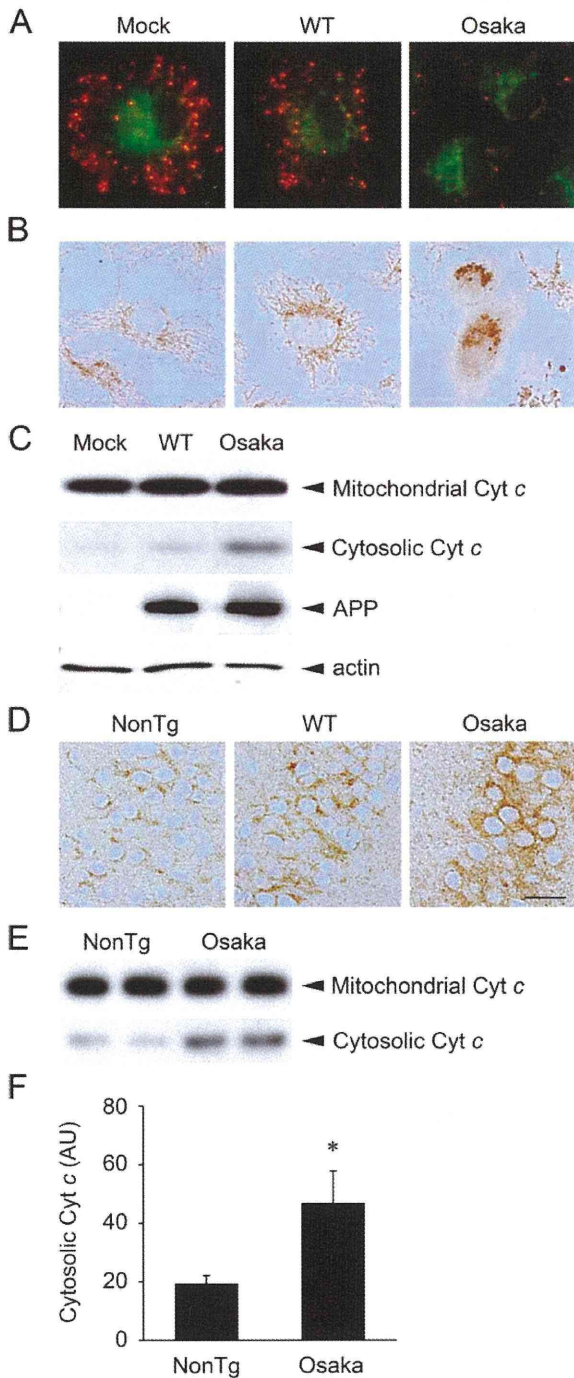 A
Mock WT Osaka
B
C
Mock WT Osaka
Mitochondrial Cyt c
Cytosolic Cyt c
APP
actin
D
NonTg WT Osaka
E
NonTg Osaka
Mitochondrial Cyt c
Cytosolic Cyt c
F
Cytosolic Cyt c (AU)
80
60
40
20
0
*
NonTg Osaka